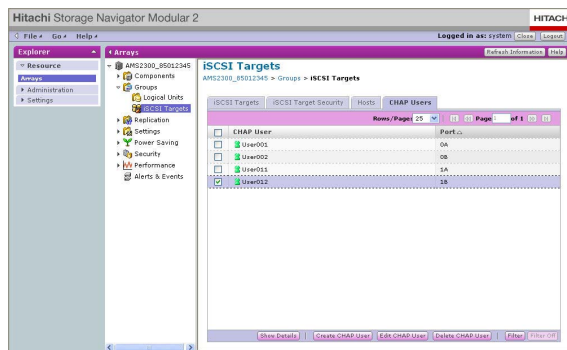 Hitachi Storage Navigator Modular 2
HITACH
File Go Help
Logged in as: system Close Logout
Explorer
Resource
Arrays
Administration
Settings
Arrays
Refresh Information Help
AMS2300_85012345
Components
Groups
Logical Units
iSCSI Targets
Replication
Settings
Power Saving
Security
Performance
Alerts & Events
iSCSI Targets
AMS2300_85012345 > Groups > iSCSI Targets
iSCSI Targets iSCSI Target Security Hosts CHAP Users
Rows/Page: 25 Page 1 of 1
CHAP User Port
User001 0A
User002 0B
User011 1A
User012 1B
Show Details Create CHAP User Edit CHAP User Delete CHAP User Filter Filter Off